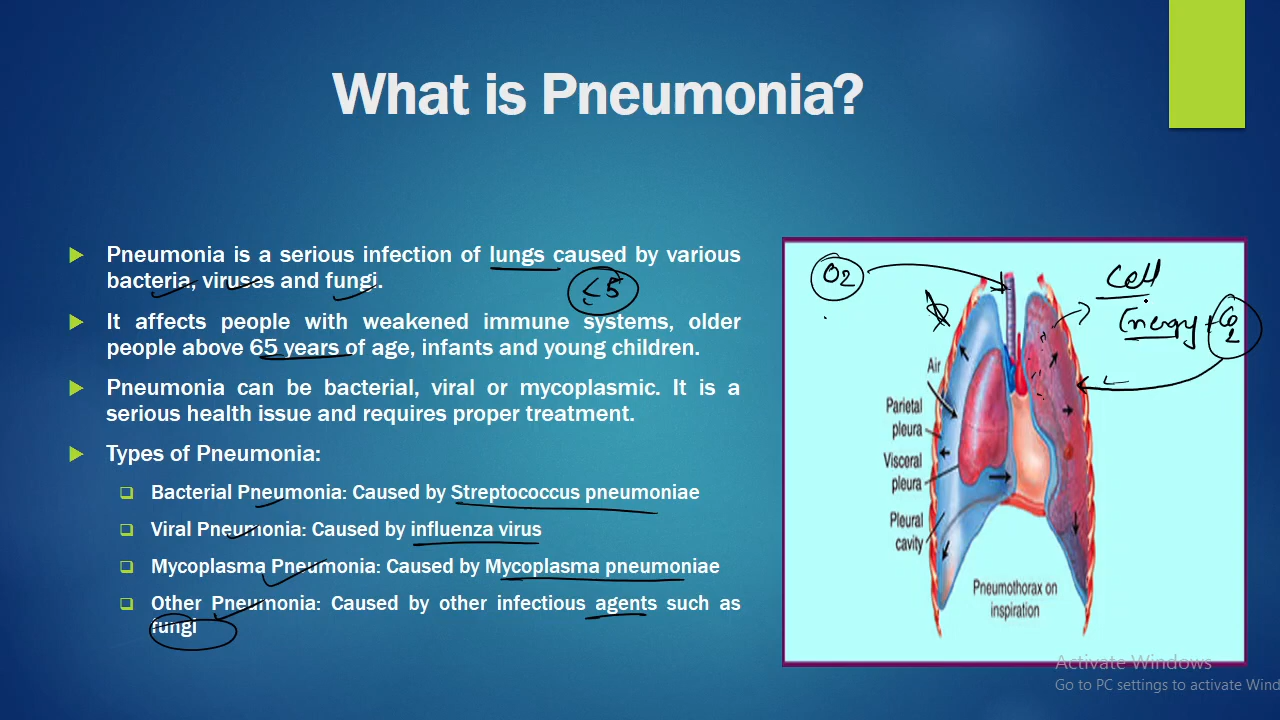 What is Pneumonia?
Pneumonia is a serious infection of lungs caused by various
bacteria, viruses and fungi.
≤5
It affects people with weakened immune systems, older
people above 65 years of age, infants and young children.
Pneumonia can be bacterial, viral or mycoplasmic. It is a
serious health issue and requires proper treatment.
Types of Pneumonia:
Bacterial Pneumonia: Caused by Streptococcus pneumoniae
Viral Pneumonia: Caused by influenza virus
Mycoplasma Pneumonia: Caused by Mycoplasma pneumoniae
Other Pneumonia: Caused by other infectious agents such as
fungi
O2
Cell
Energy + CO2
Air
Parietal
pleura
Visceral
pleura
Pleural
cavity
Pneumothorax on
inspiration
Activate Windows
Go to PC settings to activate Wind